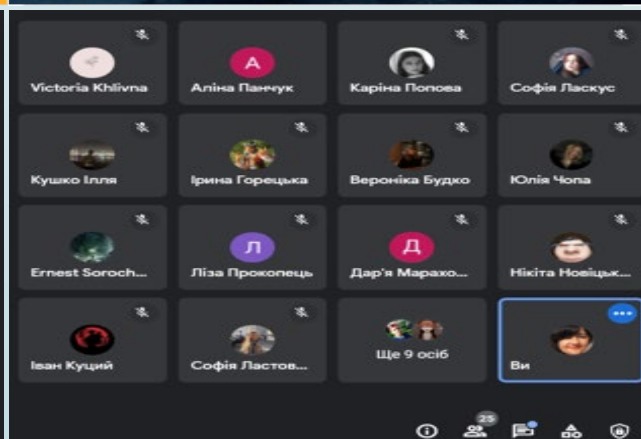 Victoria Khlivna
Аліна Панчук
Каріна Попова
Софія Ласкус
Кушко Ілля
Ірина Горецька
Вероніка Будко
Юлія Чопа
Ernest Soroch...
Ліза Прокопець
Дар'я Марахо...
Нікіта Новіцьк...
Іван Куций
Софія Ластов...
Ще 9 осіб
Ви
А
Л
Д
25